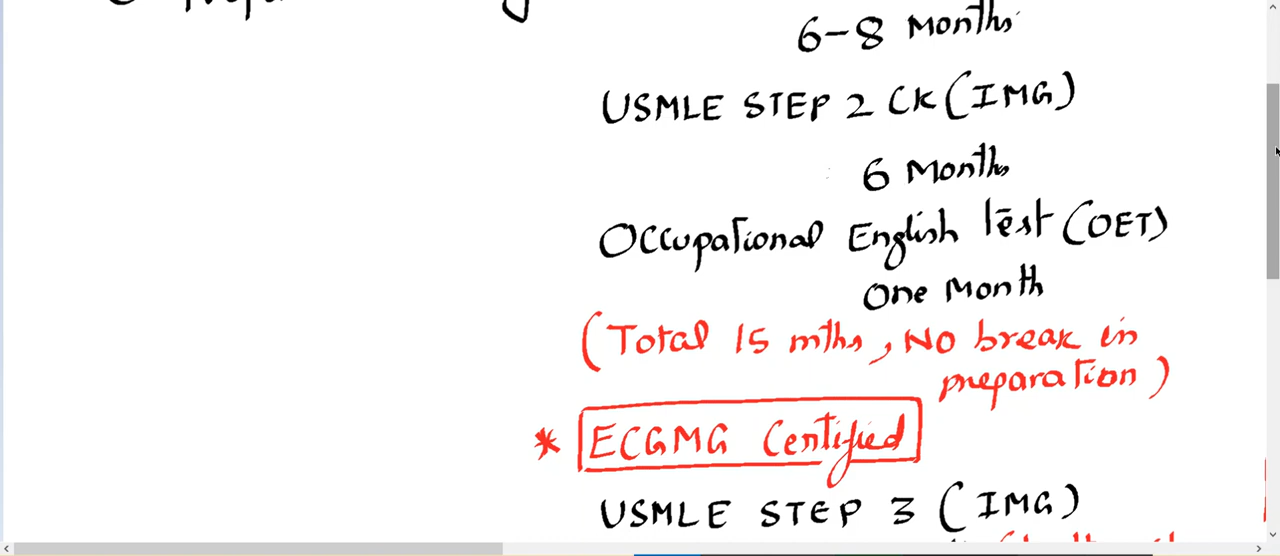 6-8 Months
USMLE STEP 2 CK (IMG)
6 Months
Occupational English Test (OET)
One Month
(Total 15 mths, No break in
preparation)
* ECGMG Certified
USMLE STEP 3 (IMG)